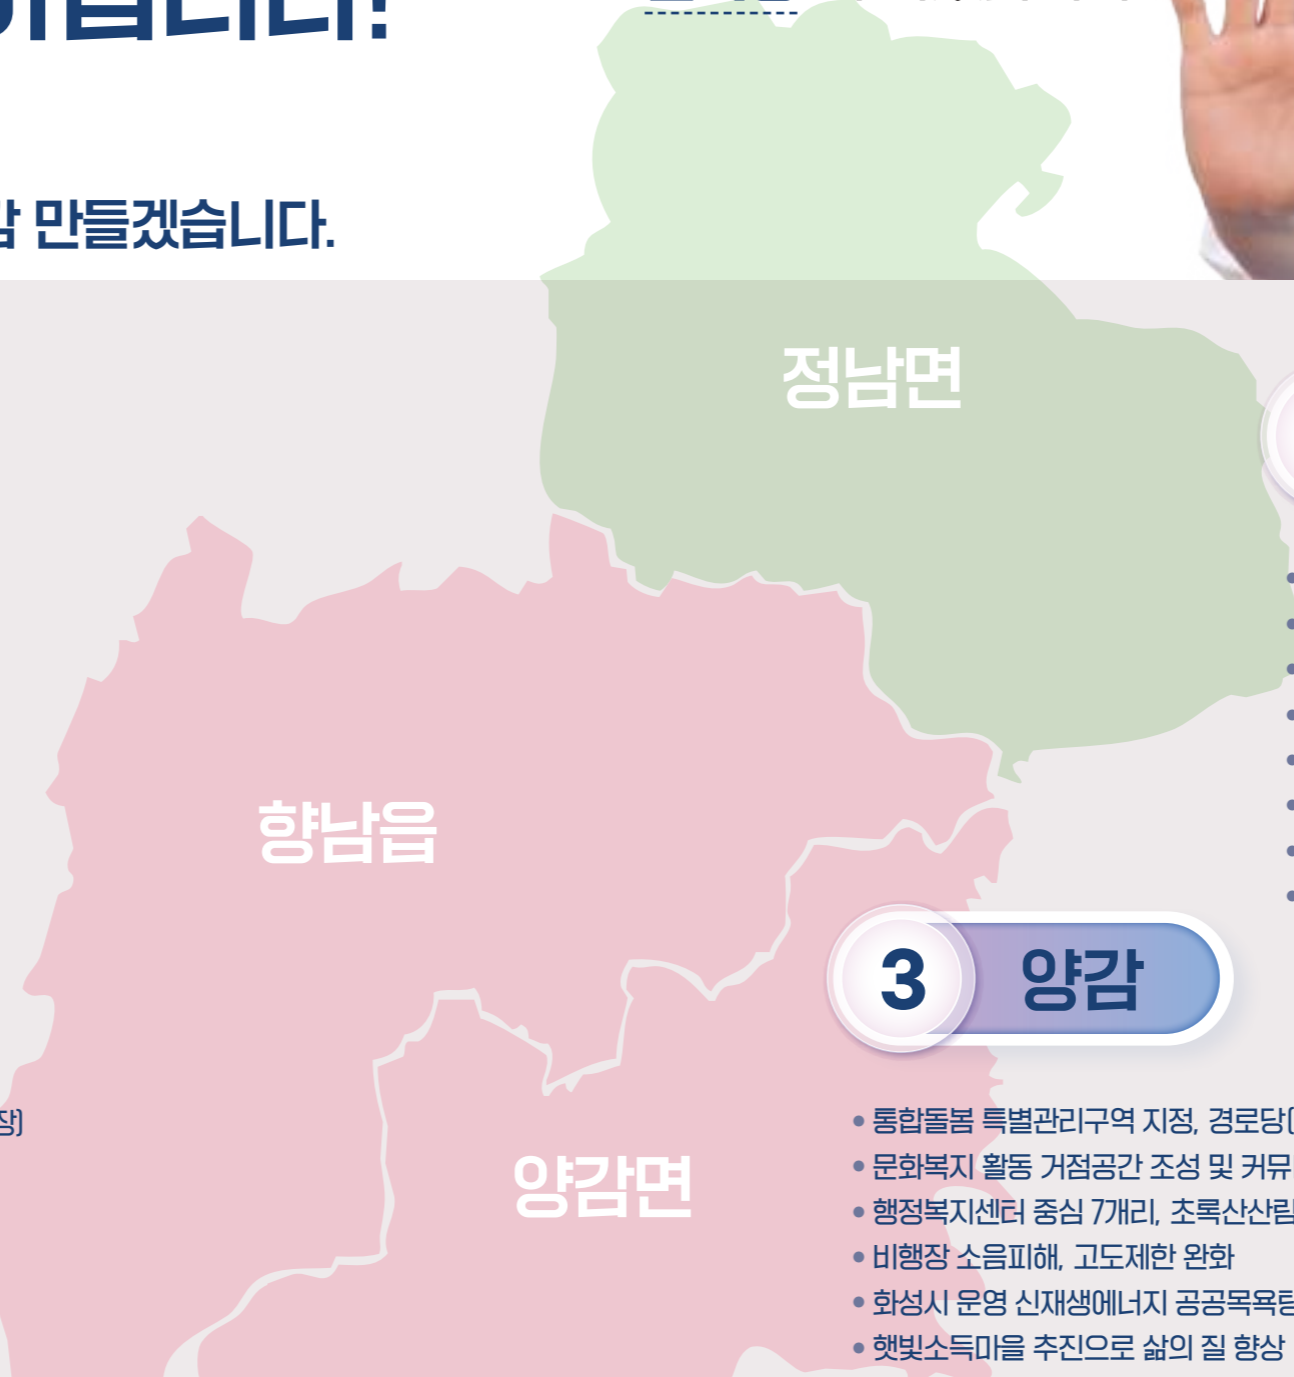 만들겠습니다.
정남면
향남읍
3 양감
양감면
• 통합돌봄 특별관리구역 지정, 경로당(
• 문화복지 활동 거점공간 조성 및 커뮤
• 행정복지센터 중심 7개리, 초록산산림
• 비행장 소음피해, 고도제한 완화
• 화성시 운영 신재생에너지 공공목욕탕
• 햇빛소득마을 추진으로 삶의 질 향상